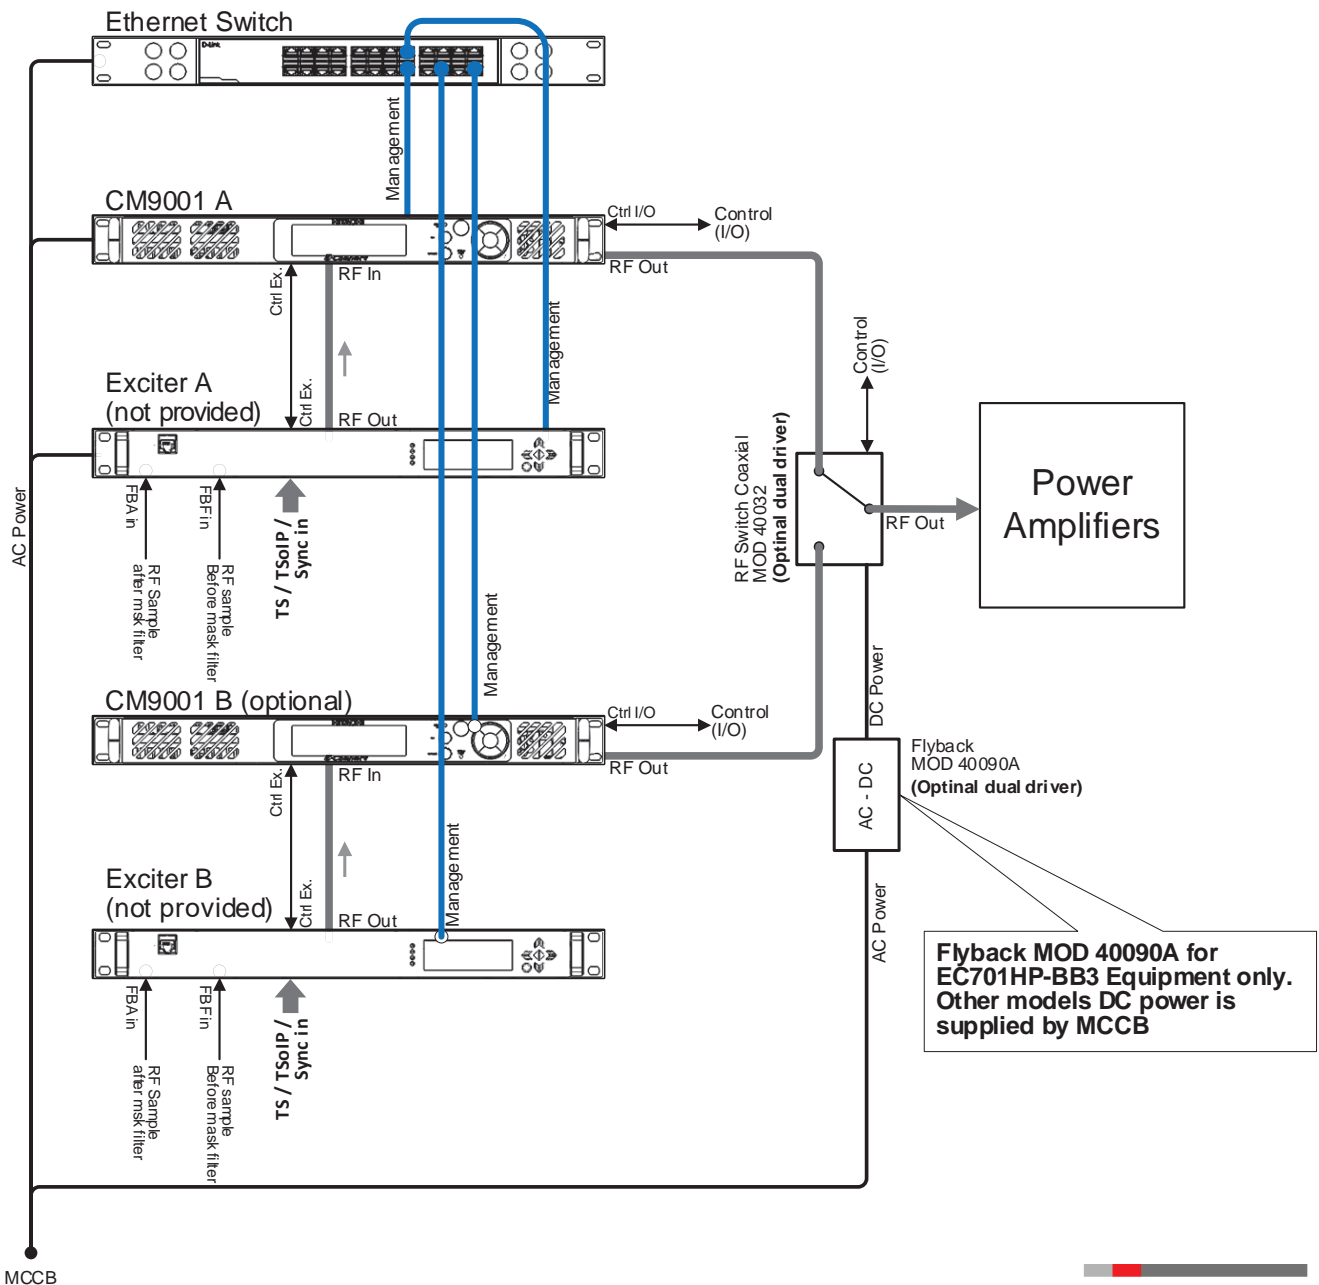 Ethernet Switch
D-Link
Management
CM9001 A
HITACHI
Ctrl I/O
Control
(I/O)
RF Out
RF In
Ctrl Ex.
Management
Control
(I/O)
Exciter A
(not provided)
Ctrl Ex.
RF Out
AC Power
FBA in
FBF in
RF Sample
after msk filter
RF sample
Before mask filter
TS / TSoIP /
Sync in
RF Switch Coaxial
MOD 40032
(Optinal dual driver)
RF Out
Power
Amplifiers
Management
CM9001 B (optional)
HITACHI
Ctrl I/O
Control
(I/O)
RF Out
RF In
Ctrl Ex.
DC Power
AC - DC
Flyback
MOD 40090A
(Optinal dual driver)
Management
Exciter B
(not provided)
Ctrl Ex.
RF Out
AC Power
Flyback MOD 40090A for
EC701HP-BB3 Equipment only.
Other models DC power is
supplied by MCCB
FBA in
FBF in
RF Sample
after msk filter
RF sample
Before mask filter
TS / TSoIP /
Sync in
MCCB